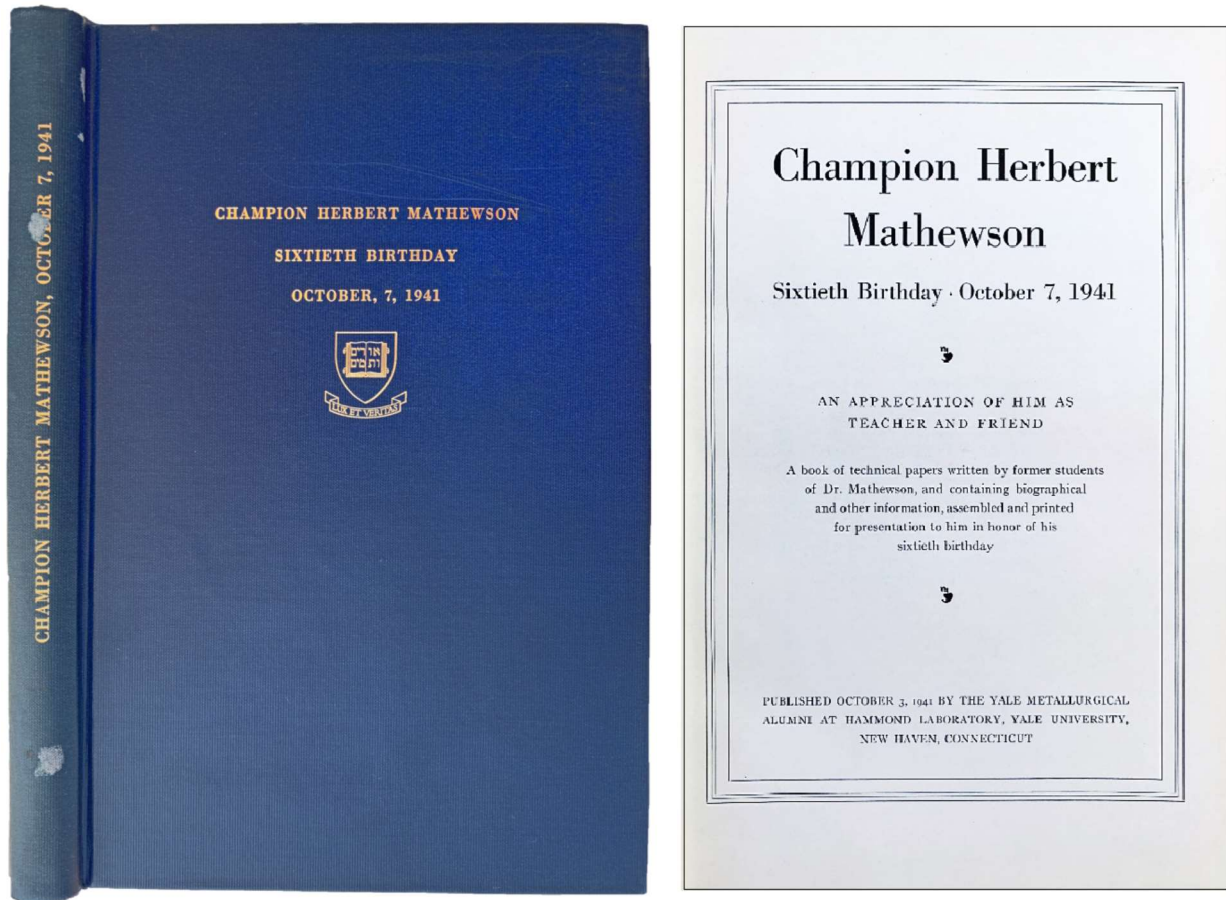 CHAMPION HERBERT MATHEWSON, OCTOBER 7, 1941
CHAMPION HERBERT MATHEWSON
SIXTIETH BIRTHDAY
OCTOBER, 7, 1941
אורים
ותמים
LUX ET VERITAS
Champion Herbert
Mathewson
Sixtieth Birthday · October 7, 1941
AN APPRECIATION OF HIM AS
TEACHER AND FRIEND
A book of technical papers written by former students
of Dr. Mathewson, and containing biographical
and other information, assembled and printed
for presentation to him in honor of his
sixtieth birthday
PUBLISHED OCTOBER 3, 1941 BY THE YALE METALLURGICAL
ALUMNI AT HAMMOND LABORATORY, YALE UNIVERSITY,
NEW HAVEN, CONNECTICUT